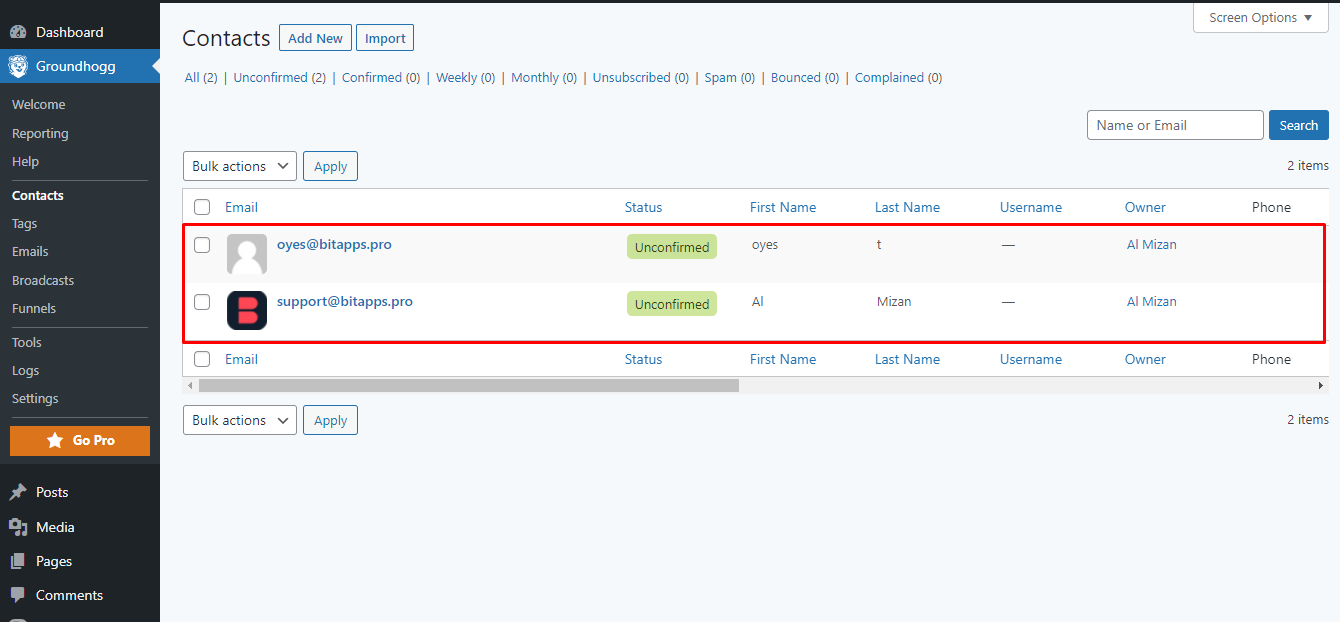 Dashboard
Groundhogg
Welcome
Reporting
Help
Contacts
Tags
Emails
Broadcasts
Funnels
Tools
Logs
Settings
Go Pro
Posts
Media
Pages
Comments
Screen Options ▼
Contacts Add New Import
All (2) | Unconfirmed (2) | Confirmed (0) | Weekly (0) | Monthly (0) | Unsubscribed (0) | Spam (0) | Bounced (0) | Complained (0)
Name or Email Search
Bulk actions Apply 2 items
Email Status First Name Last Name Username Owner Phone
oyes@bitapps.pro Unconfirmed oyes t — Al Mizan
support@bitapps.pro Unconfirmed Al Mizan — Al Mizan
Email Status First Name Last Name Username Owner Phone
Bulk actions Apply 2 items